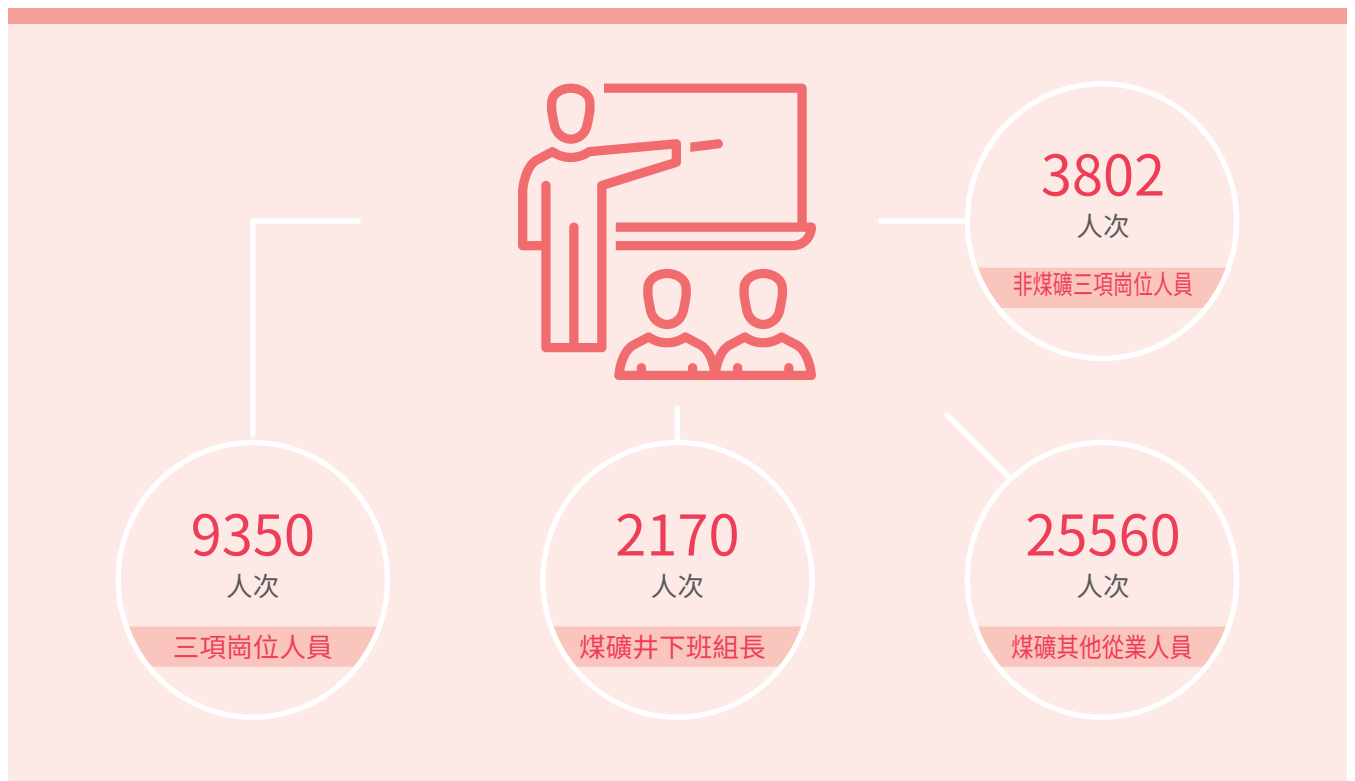 3802
人次
非煤礦三項崗位人員
9350
人次
三項崗位人員
2170
人次
煤礦井下班組長
25560
人次
煤礦其他從業人員